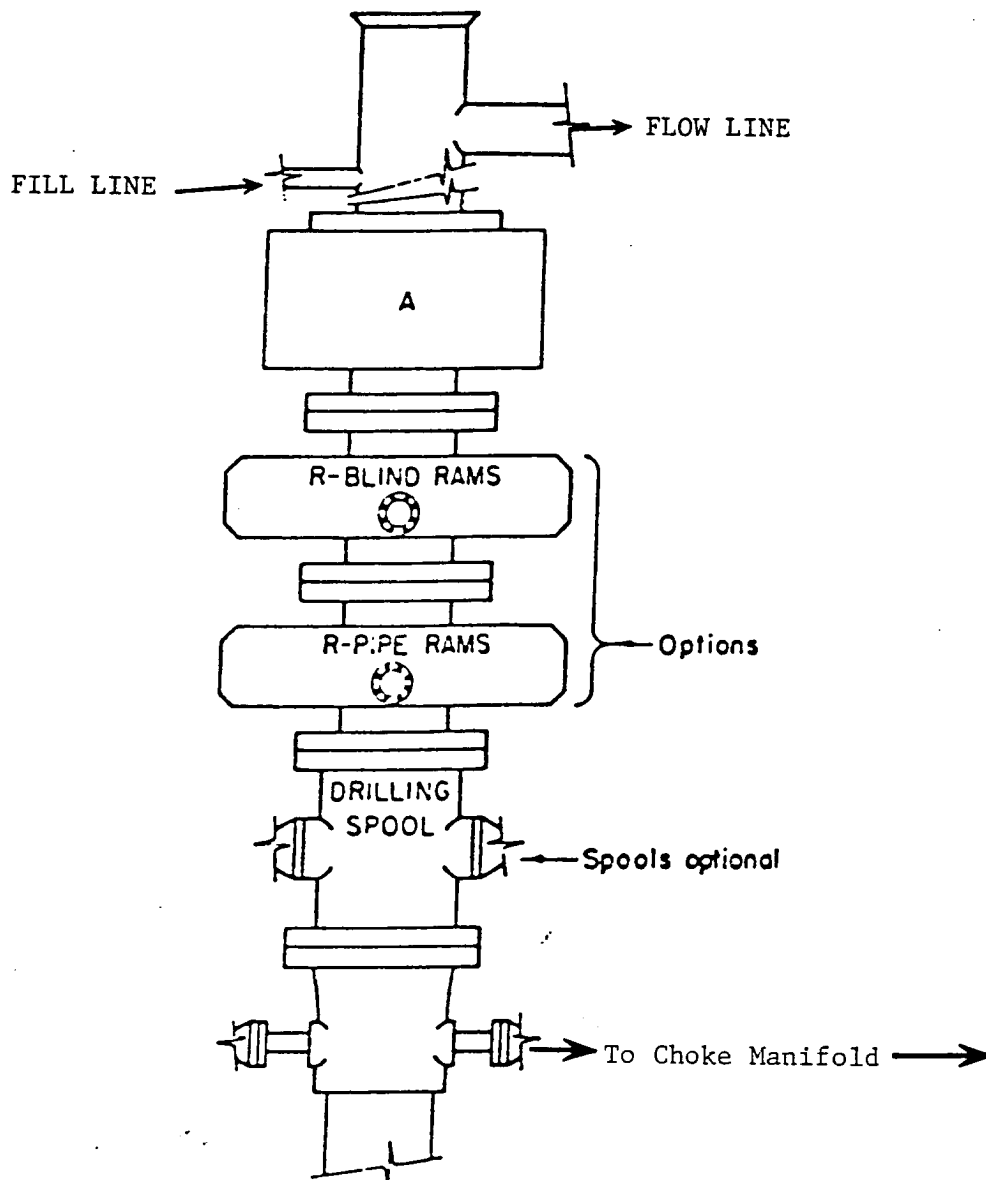 FLOW LINE
FILL LINE
A
R-BLIND RAMS
R-PIPE RAMS
Options
DRILLING
SPOOL
Spools optional
To Choke Manifold